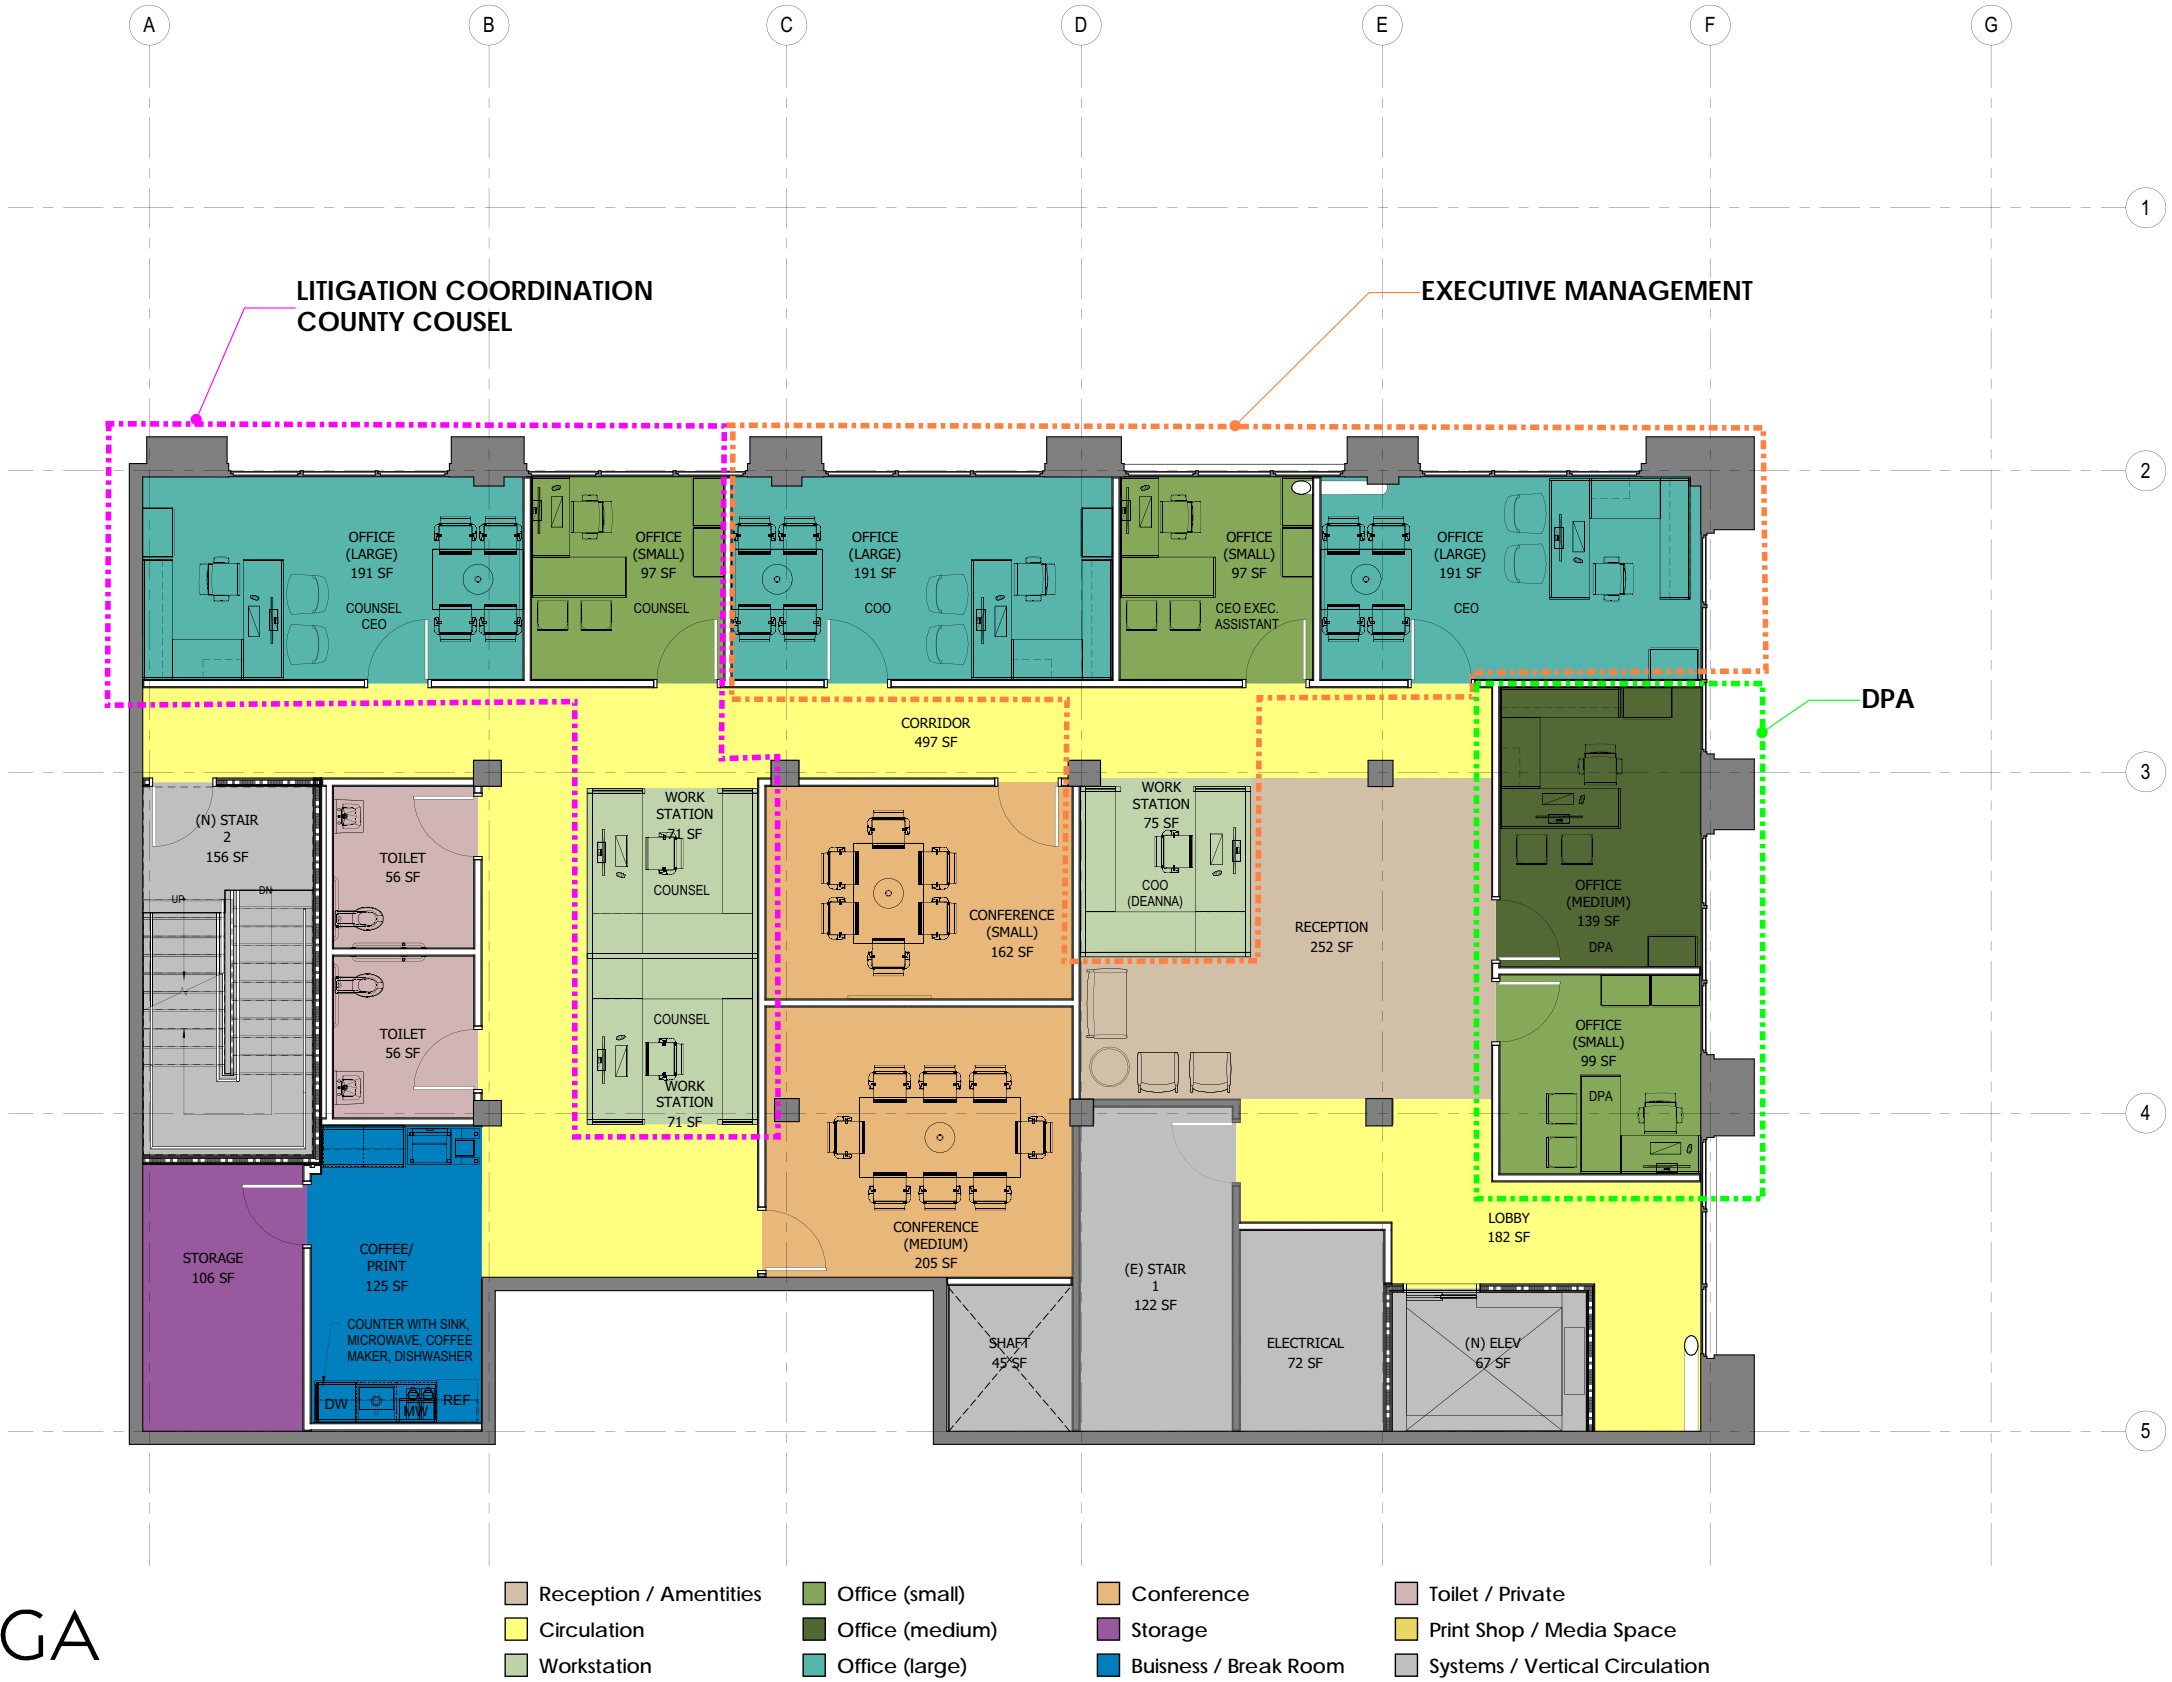 A B C D E F G
1
LITIGATION COORDINATION
COUNTY COUSEL
EXECUTIVE MANAGEMENT
2
OFFICE
(LARGE)
191 SF
COUNSEL
CEO
OFFICE
(SMALL)
97 SF
COUNSEL
OFFICE
(LARGE)
191 SF
COO
OFFICE
(SMALL)
97 SF
CEO EXEC.
ASSISTANT
OFFICE
(LARGE)
191 SF
CEO
DPA
CORRIDOR
497 SF
3
(N) STAIR
2
156 SF
UP
DN
TOILET
56 SF
WORK
STATION
71 SF
COUNSEL
CONFERENCE
(SMALL)
162 SF
WORK
STATION
75 SF
COO
(DEANNA)
RECEPTION
252 SF
OFFICE
(MEDIUM)
139 SF
DPA
TOILET
56 SF
COUNSEL
WORK
STATION
71 SF
OFFICE
(SMALL)
99 SF
DPA
4
STORAGE
106 SF
COFFEE/
PRINT
125 SF
COUNTER WITH SINK,
MICROWAVE, COFFEE
MAKER, DISHWASHER
DW
MW
REF
CONFERENCE
(MEDIUM)
205 SF
SHAFT
45 SF
(E) STAIR
1
122 SF
ELECTRICAL
72 SF
LOBBY
182 SF
(N) ELEV
67 SF
5
GA
Reception / Amentities
Circulation
Workstation
Office (small)
Office (medium)
Office (large)
Conference
Storage
Buisness / Break Room
Toilet / Private
Print Shop / Media Space
Systems / Vertical Circulation